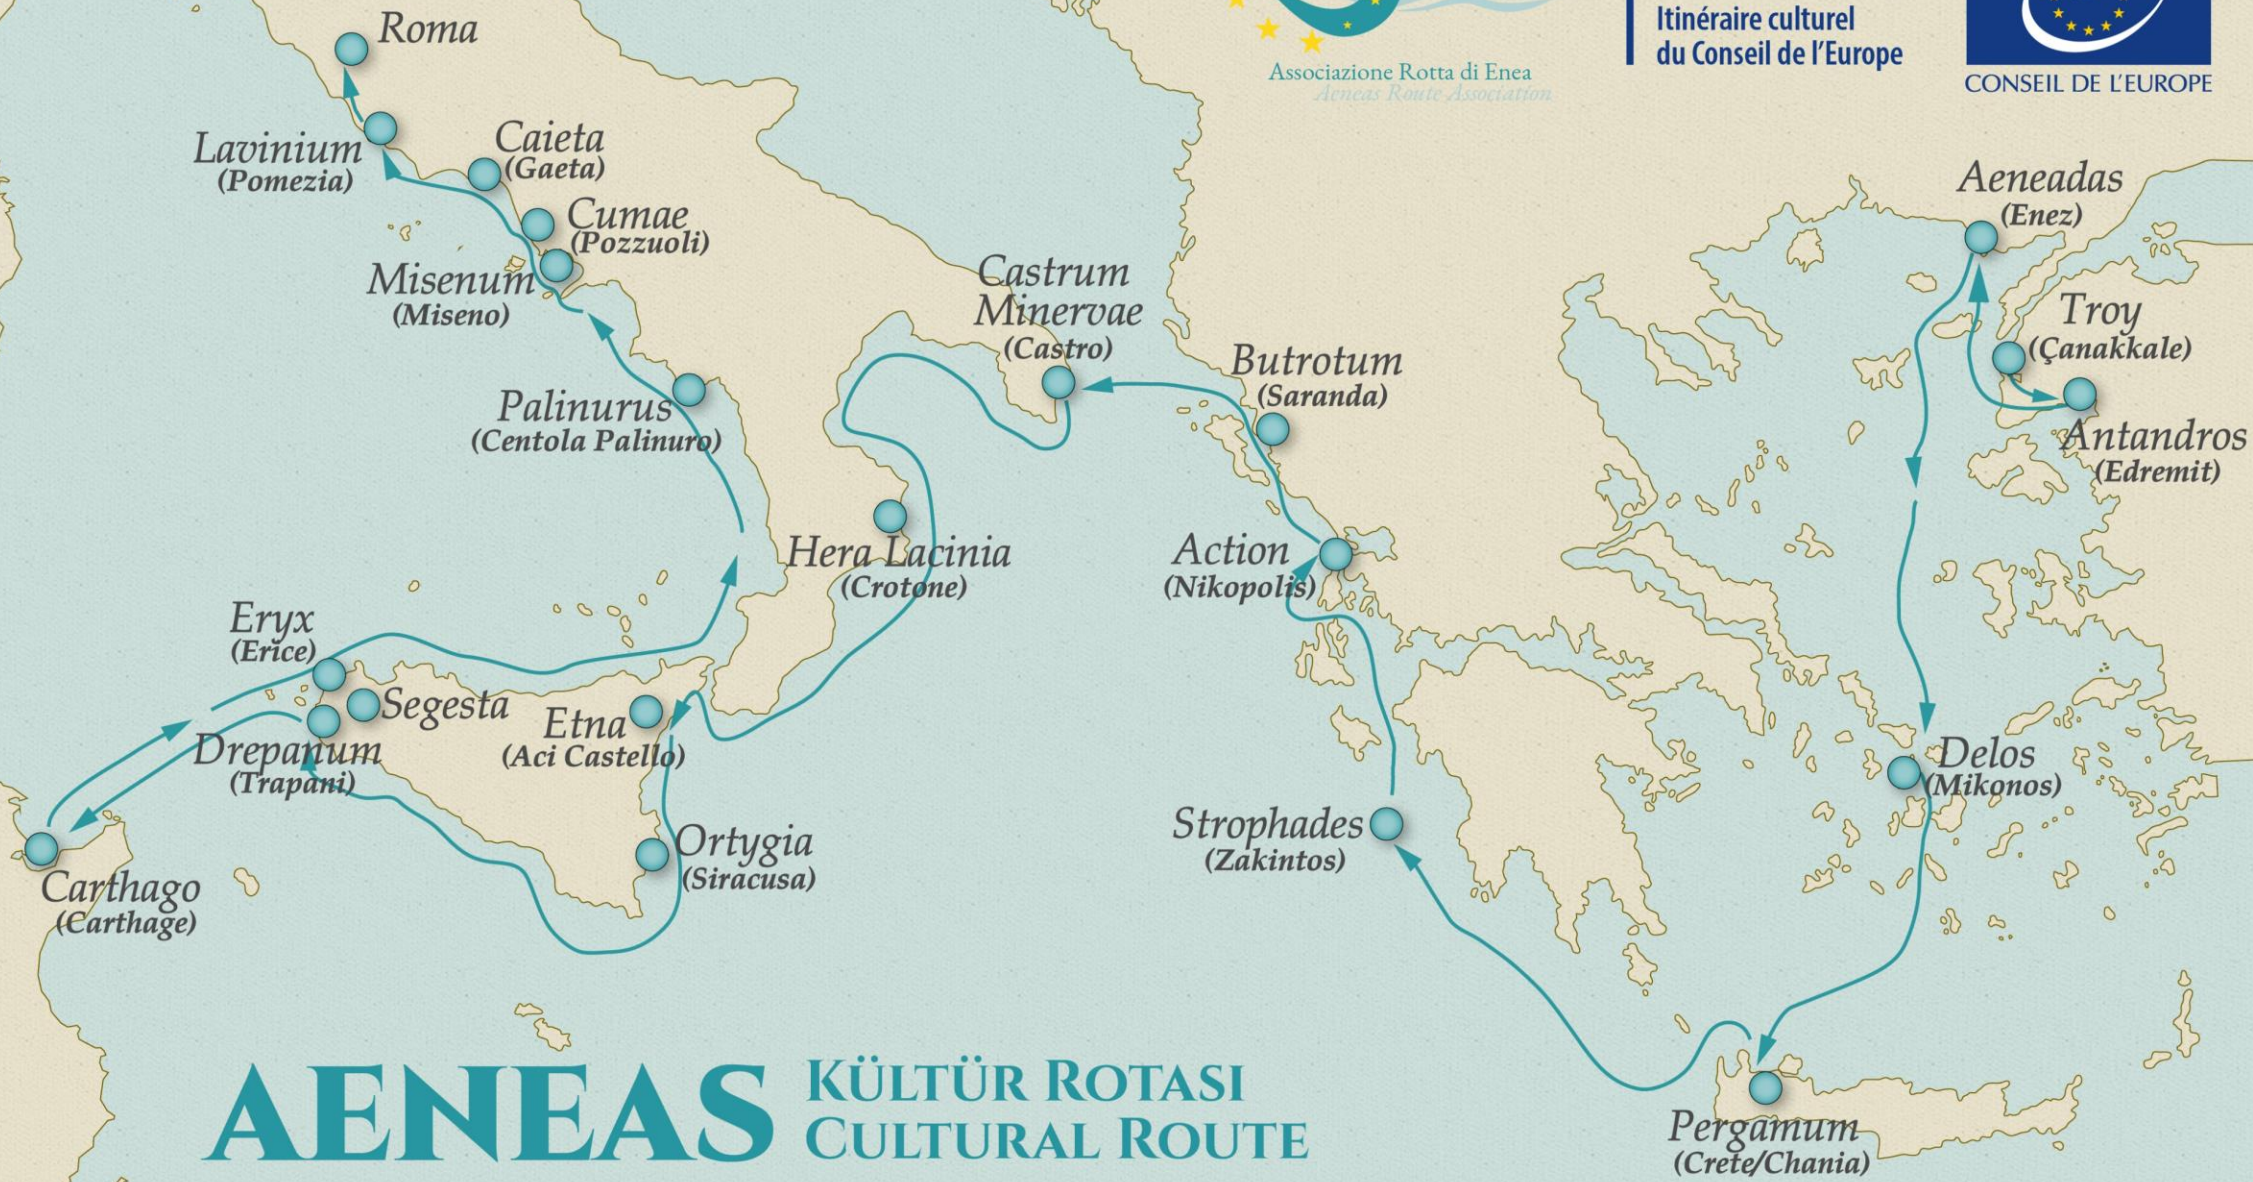 Roma
Itinéraire culturel
du Conseil de l'Europe
CONSEIL DE L'EUROPE
Associazione Rotta di Enea
Aeneas Route Association
Lavinium
(Pomezia)
Caieta
(Gaeta)
Cumae
(Pozzuoli)
Misenum
(Miseno)
Aeneadas
(Enez)
Troy
(Çanakkale)
Antandros
(Edremit)
Castrum
Minervae
(Castro)
Butrotum
(Saranda)
Palinurus
(Centola Palinuro)
Hera Lacinia
(Crotone)
Action
(Nikopolis)
Eryx
(Erice)
Segesta
Drepanum
(Trapani)
Etna
(Aci Castello)
Ortygia
(Siracusa)
Carthago
(Carthage)
Strophades
(Zakintos)
Delos
(Mikonos)
Pergamum
(Crete/Chania)
AENEAS
KÜLTÜR ROTASI
CULTURAL ROUTE